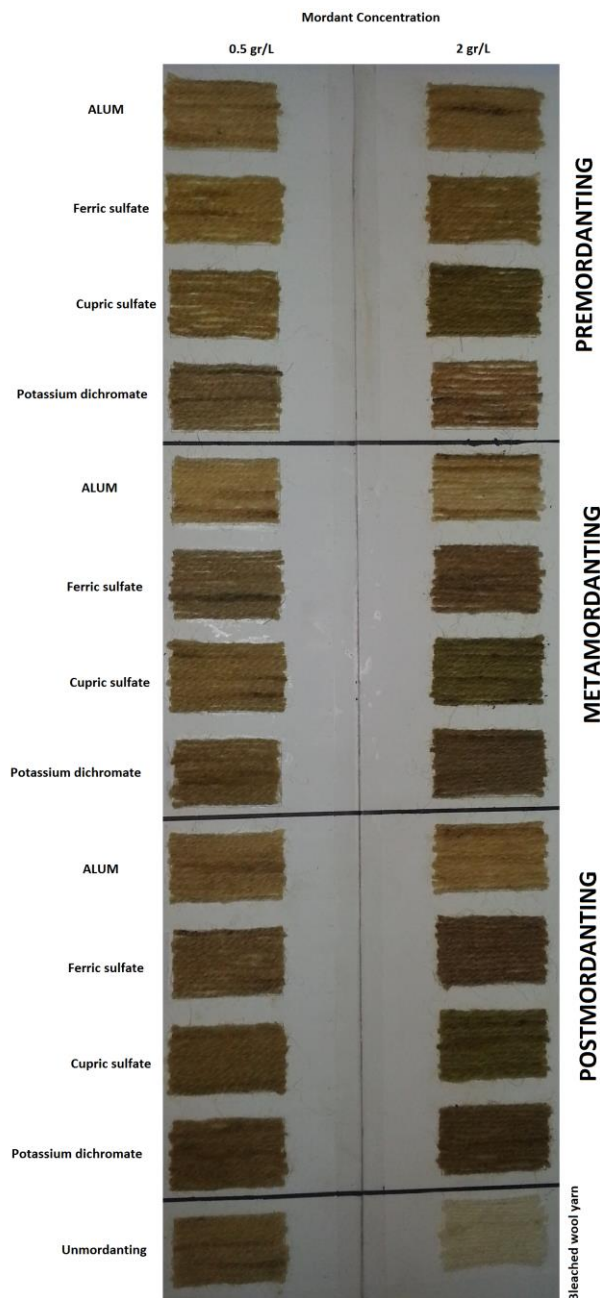 Mordant Concentration
0.5 gr/L 2 gr/L
ALUM
Ferric sulfate
Cupric sulfate
Potassium dichromate
PREMORDANTING
ALUM
Ferric sulfate
Cupric sulfate
Potassium dichromate
METAMORDANTING
ALUM
Ferric sulfate
Cupric sulfate
Potassium dichromate
POSTMORDANTING
Unmordanting
Bleached wool yarn